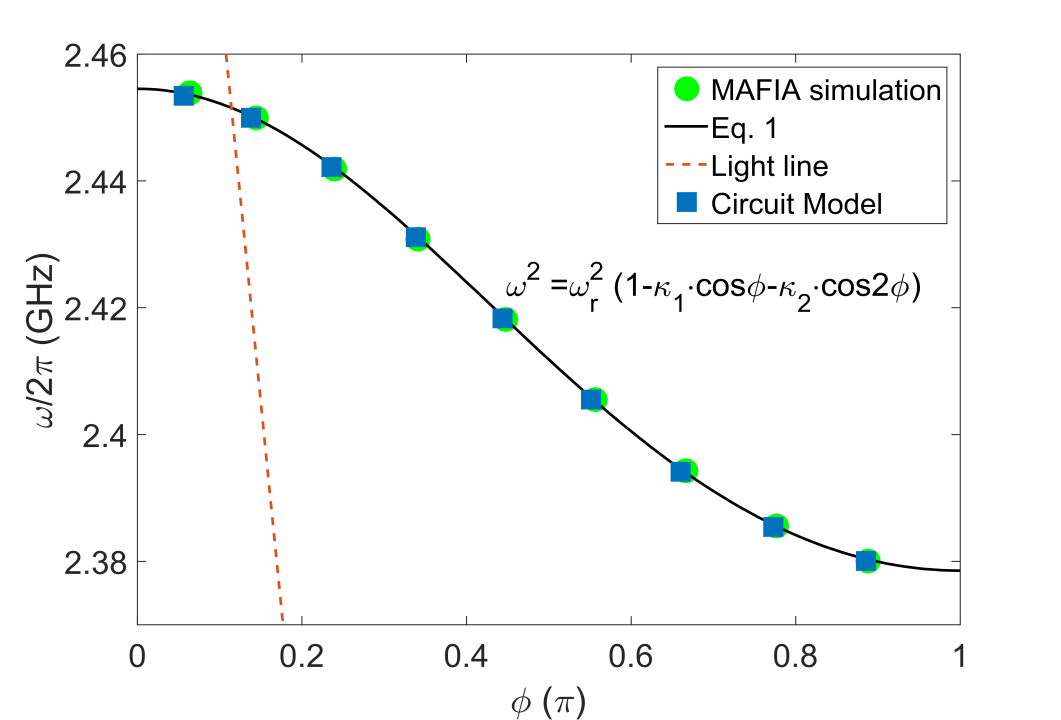 2.46
2.44
2.42
2.4
2.38
ω/2π (GHz)
MAFIA simulation
Eq. 1
Light line
Circuit Model
ω² =ωᵣ² (1-κ₁·cosϕ-κ₂·cos2ϕ)
0 0.2 0.4 0.6 0.8 1
ϕ (π)